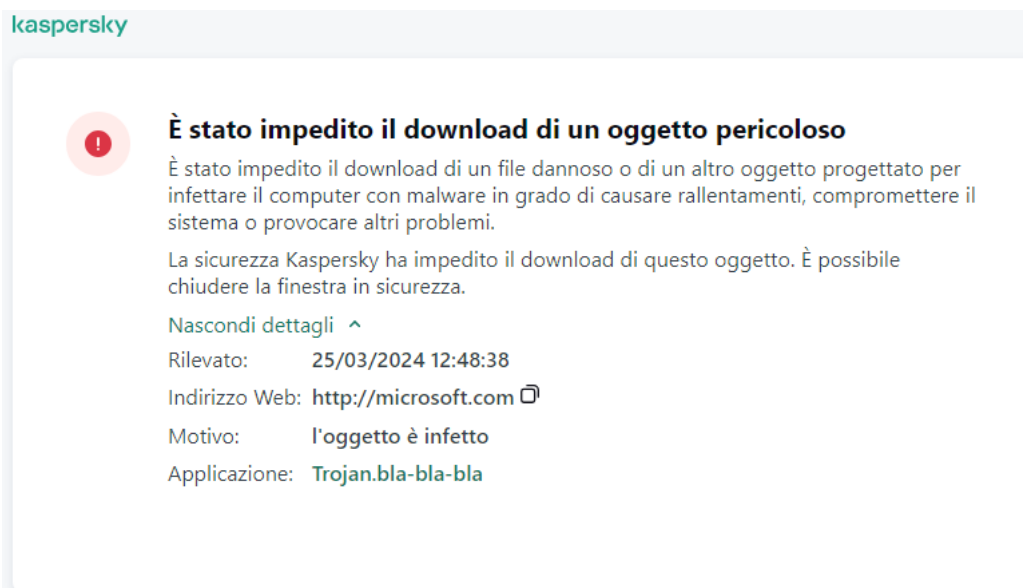 kaspersky
È stato impedito il download di un oggetto pericoloso
È stato impedito il download di un file dannoso o di un altro oggetto progettato per
infettare il computer con malware in grado di causare rallentamenti, compromettere il
sistema o provocare altri problemi.
La sicurezza Kaspersky ha impedito il download di questo oggetto. È possibile
chiudere la finestra in sicurezza.
Nascondi dettagli
Rilevato: 25/03/2024 12:48:38
Indirizzo Web: http://microsoft.com
Motivo: l'oggetto è infetto
Applicazione: Trojan.bla-bla-bla